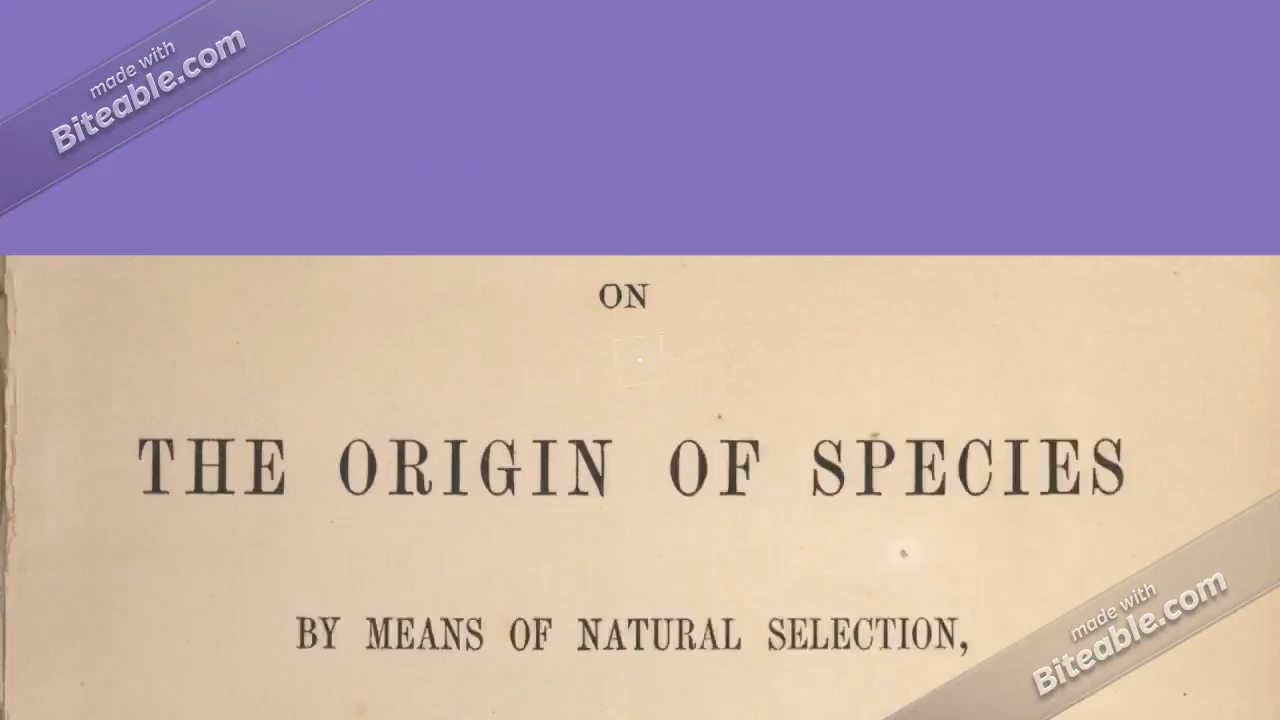 made with
Biteable.com
ON
THE ORIGIN OF SPECIES
BY MEANS OF NATURAL SELECTION,
made with
Biteable.com